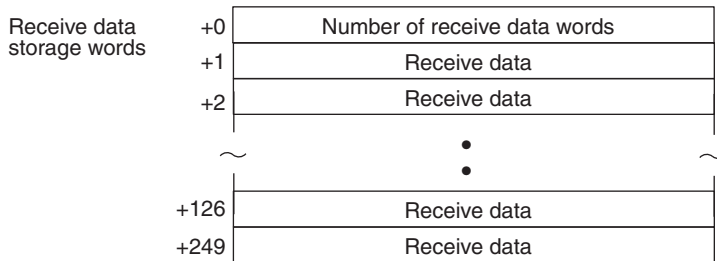 Receive data
storage words
+0 Number of receive data words
+1 Receive data
+2 Receive data
+126 Receive data
+249 Receive data